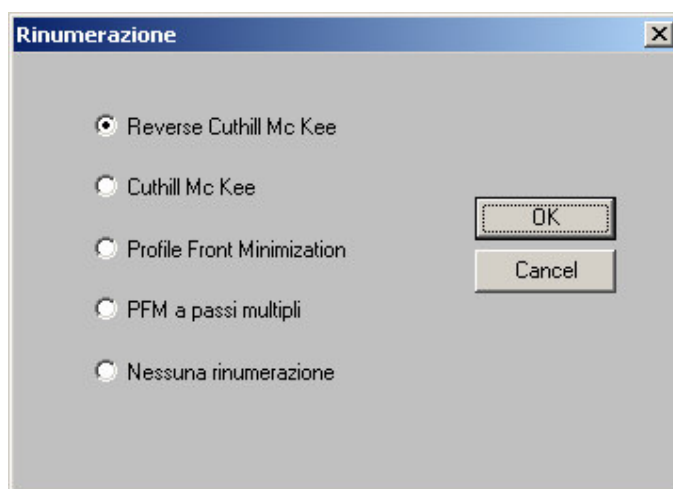 Rinumerazione
Reverse Cuthill Mc Kee
Cuthill Mc Kee
Profile Front Minimization
PFM a passi multipli
Nessuna rinumerazione
OK
Cancel